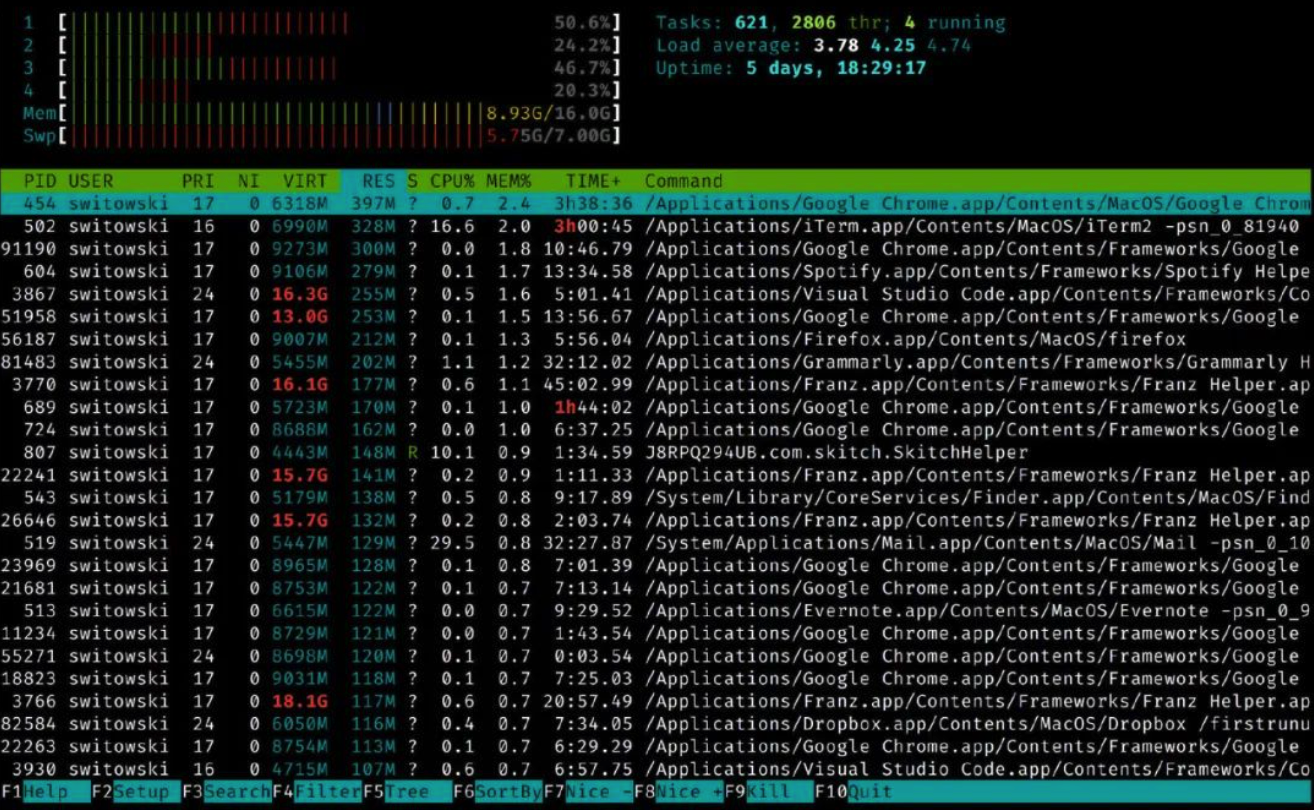 1 [|||||||||||||||||||||||||| 50.6%] Tasks: 621, 2806 thr; 4 running
2 [||||||||||||| 24.2%] Load average: 3.78 4.25 4.74
3 [||||||||||||||||||||||||| 46.7%] Uptime: 5 days, 18:29:17
4 [||||||||||| 20.3%]
Mem[|||||||||||||||||||||||||||||||||||||||8.93G/16.0G]
Swp[|||||||||||||||||||||||||||||||||||||||5.75G/7.00G]
PID USER PRI NI VIRT RES S CPU% MEM% TIME+ Command
454 switowski 17 0 6318M 397M ? 0.7 2.4 3h38:36 /Applications/Google Chrome.app/Contents/MacOS/Google Chrom
502 switowski 16 0 6990M 328M ? 16.6 2.0 3h00:45 /Applications/iTerm.app/Contents/MacOS/iTerm2 -psn_0_81940
91190 switowski 17 0 9273M 300M ? 0.0 1.8 10:46.79 /Applications/Google Chrome.app/Contents/Frameworks/Google
604 switowski 17 0 9106M 279M ? 0.1 1.7 13:34.58 /Applications/Spotify.app/Contents/Frameworks/Spotify Helpe
3867 switowski 24 0 16.3G 255M ? 0.5 1.6 5:01.41 /Applications/Visual Studio Code.app/Contents/Frameworks/Co
51958 switowski 17 0 13.0G 253M ? 0.1 1.5 13:56.67 /Applications/Google Chrome.app/Contents/Frameworks/Google
56187 switowski 17 0 9007M 212M ? 0.1 1.3 5:56.04 /Applications/Firefox.app/Contents/MacOS/firefox
81483 switowski 24 0 5455M 202M ? 1.1 1.2 32:12.02 /Applications/Grammarly.app/Contents/Frameworks/Grammarly H
3770 switowski 17 0 16.1G 177M ? 0.6 1.1 45:02.99 /Applications/Franz.app/Contents/Frameworks/Franz Helper.ap
689 switowski 17 0 5723M 170M ? 0.1 1.0 1h44:02 /Applications/Google Chrome.app/Contents/Frameworks/Google
724 switowski 17 0 8688M 162M ? 0.0 1.0 6:37.25 /Applications/Google Chrome.app/Contents/Frameworks/Google
807 switowski 17 0 4443M 148M R 10.1 0.9 1:34.59 J8RPQ294UB.com.skitch.SkitchHelper
22241 switowski 17 0 15.7G 141M ? 0.2 0.9 1:11.33 /Applications/Franz.app/Contents/Frameworks/Franz Helper.ap
543 switowski 17 0 5179M 138M ? 0.5 0.8 9:17.89 /System/Library/CoreServices/Finder.app/Contents/MacOS/Find
26646 switowski 17 0 15.7G 132M ? 0.2 0.8 2:03.74 /Applications/Franz.app/Contents/Frameworks/Franz Helper.ap
519 switowski 24 0 5447M 129M ? 29.5 0.8 32:27.87 /System/Applications/Mail.app/Contents/MacOS/Mail -psn_0_10
23969 switowski 17 0 8965M 128M ? 0.1 0.8 7:01.39 /Applications/Google Chrome.app/Contents/Frameworks/Google
21681 switowski 17 0 8753M 122M ? 0.1 0.7 7:13.14 /Applications/Google Chrome.app/Contents/Frameworks/Google
513 switowski 17 0 6615M 122M ? 0.0 0.7 9:29.52 /Applications/Evernote.app/Contents/MacOS/Evernote -psn_0_9
11234 switowski 17 0 8729M 121M ? 0.0 0.7 1:43.54 /Applications/Google Chrome.app/Contents/Frameworks/Google
55271 switowski 24 0 8698M 120M ? 0.1 0.7 0:03.54 /Applications/Google Chrome.app/Contents/Frameworks/Google
18823 switowski 17 0 9031M 118M ? 0.1 0.7 7:25.03 /Applications/Google Chrome.app/Contents/Frameworks/Google
3766 switowski 17 0 18.1G 117M ? 0.6 0.7 20:57.49 /Applications/Franz.app/Contents/Frameworks/Franz Helper.ap
82584 switowski 24 0 6050M 116M ? 0.4 0.7 7:34.05 /Applications/Dropbox.app/Contents/MacOS/Dropbox /firstrunu
22263 switowski 17 0 8754M 113M ? 0.1 0.7 6:29.29 /Applications/Google Chrome.app/Contents/Frameworks/Google
3930 switowski 16 0 4715M 107M ? 0.6 0.7 6:57.75 /Applications/Visual Studio Code.app/Contents/Frameworks/Co
F1Help F2Setup F3SearchF4FilterF5Tree F6SortByF7Nice -F8Nice +F9Kill F10Quit